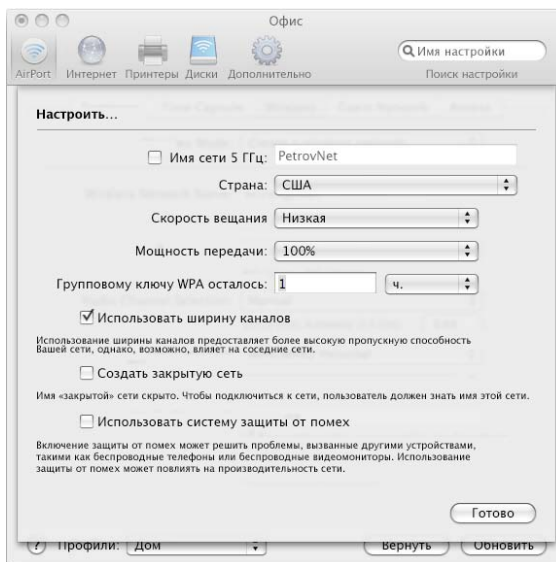 Офис
Имя настройки
AirPort Интернет Принтеры Диски Дополнительно Поиск настройки
Настроить...
Имя сети 5 ГГц: PetrovNet
Страна: США
Скорость вещания Низкая
Мощность передачи: 100%
Групповому ключу WPA осталось: 1 ч.
Использовать ширину каналов
Использование ширины каналов предоставляет более высокую пропускную способность
Вашей сети, однако, возможно, влияет на соседние сети.
Создать закрытую сеть
Имя «закрытой» сети скрыто. Чтобы подключиться к сети, пользователь должен знать имя этой сети.
Использовать систему защиты от помех
Включение защиты от помех может решить проблемы, вызванные другими устройствами,
такими как беспроводные телефоны или беспроводные видеомониторы. Использование
защиты от помех может повлиять на производительность сети.
Готово
? Профили: Дом Вернуть Обновить